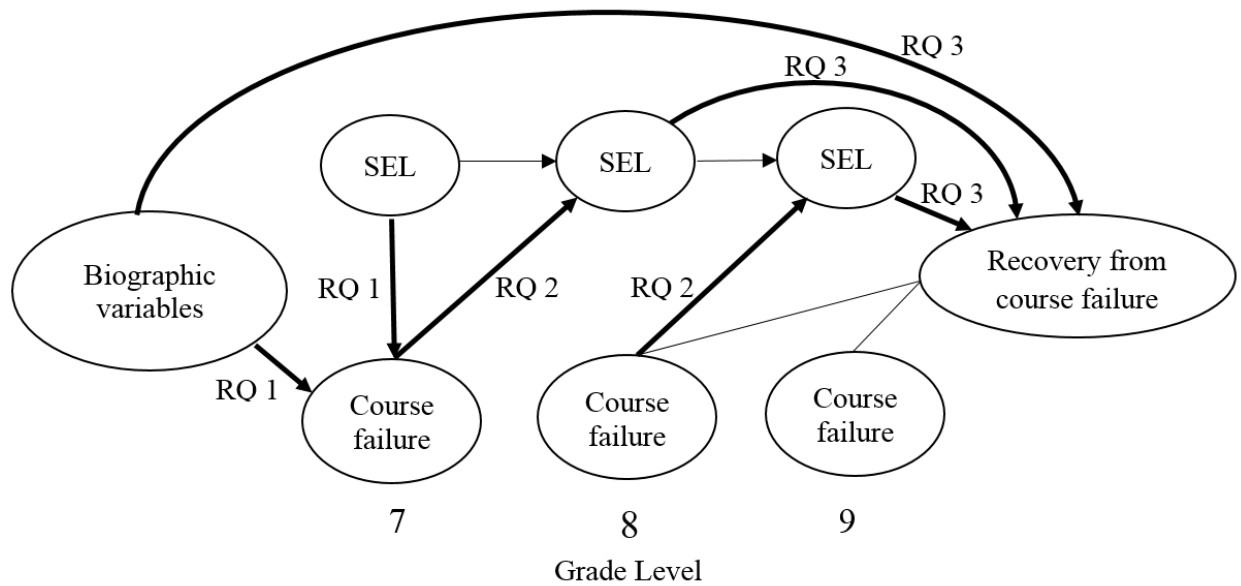 RQ 3
RQ 3
SEL
SEL
SEL
RQ 3
Biographic
variables
RQ 1
RQ 2
RQ 2
Recovery from
course failure
RQ 1
Course
failure
Course
failure
Course
failure
7
8
9
Grade Level